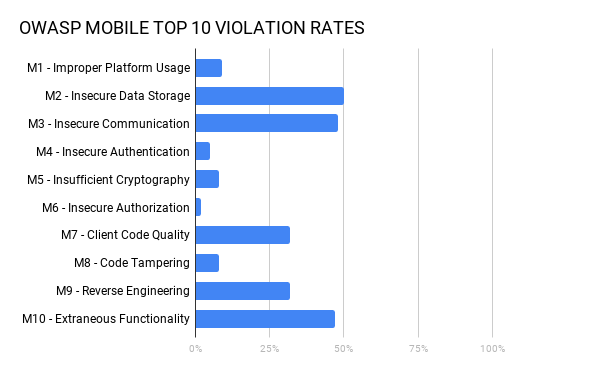 OWASP MOBILE TOP 10 VIOLATION RATES
M1 - Improper Platform Usage
M2 - Insecure Data Storage
M3 - Insecure Communication
M4 - Insecure Authentication
M5 - Insufficient Cryptography
M6 - Insecure Authorization
M7 - Client Code Quality
M8 - Code Tampering
M9 - Reverse Engineering
M10 - Extraneous Functionality
0% 25% 50% 75% 100%